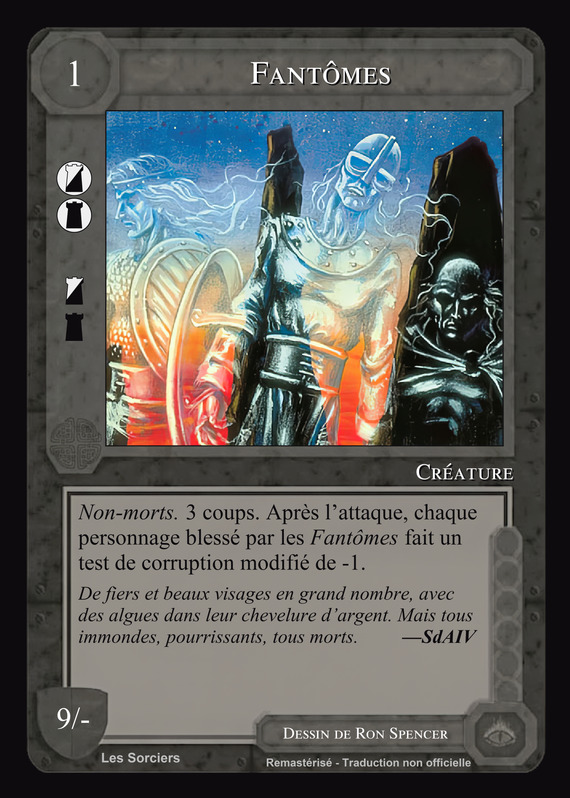 1
Fantômes
Créature
Non-morts. 3 coups. Après l’attaque, chaque
personnage blessé par les Fantômes fait un
test de corruption modifié de -1.
De fiers et beaux visages en grand nombre, avec
des algues dans leur chevelure d’argent. Mais tous
immondes, pourrissants, tous morts. —SdAIV
9/-
Dessin de Ron Spencer
Les Sorciers
Remastérisé - Traduction non officielle